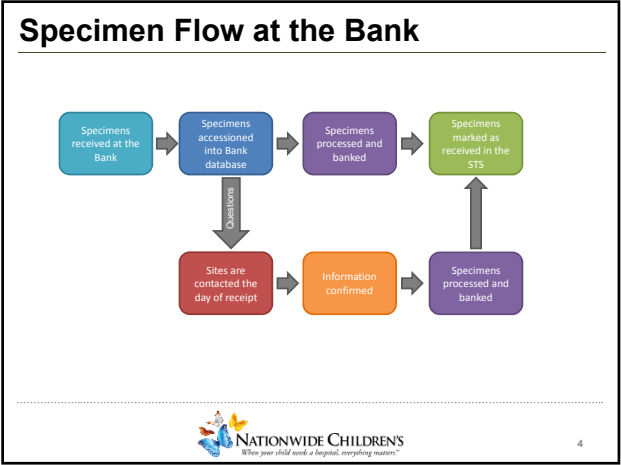 Specimen Flow at the Bank
Specimens
received at the
Bank
Specimens
accessioned
into Bank
database
Specimens
processed and
banked
Specimens
marked as
received in the
STS
Questions
Sites are
contacted the
day of receipt
Information
confirmed
Specimens
processed and
banked
NATIONWIDE CHILDREN'S
When your child needs a hospital, everything matters.™
4